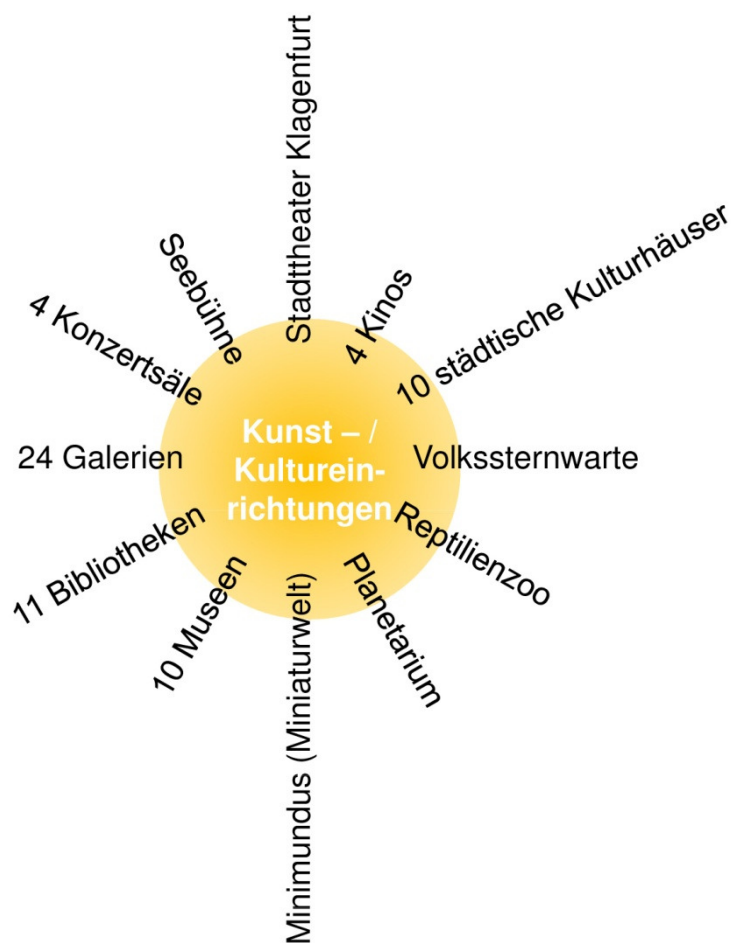 Stadttheater Klagenfurt
4 Kinos
10 städtische Kulturhäuser
Volkssternwarte
Reptilienzoo
Planetarium
Minimundus (Miniaturwelt)
10 Museen
11 Bibliotheken
24 Galerien
4 Konzertsäle
Seebühne
Kunst – /
Kulturein-
richtungen